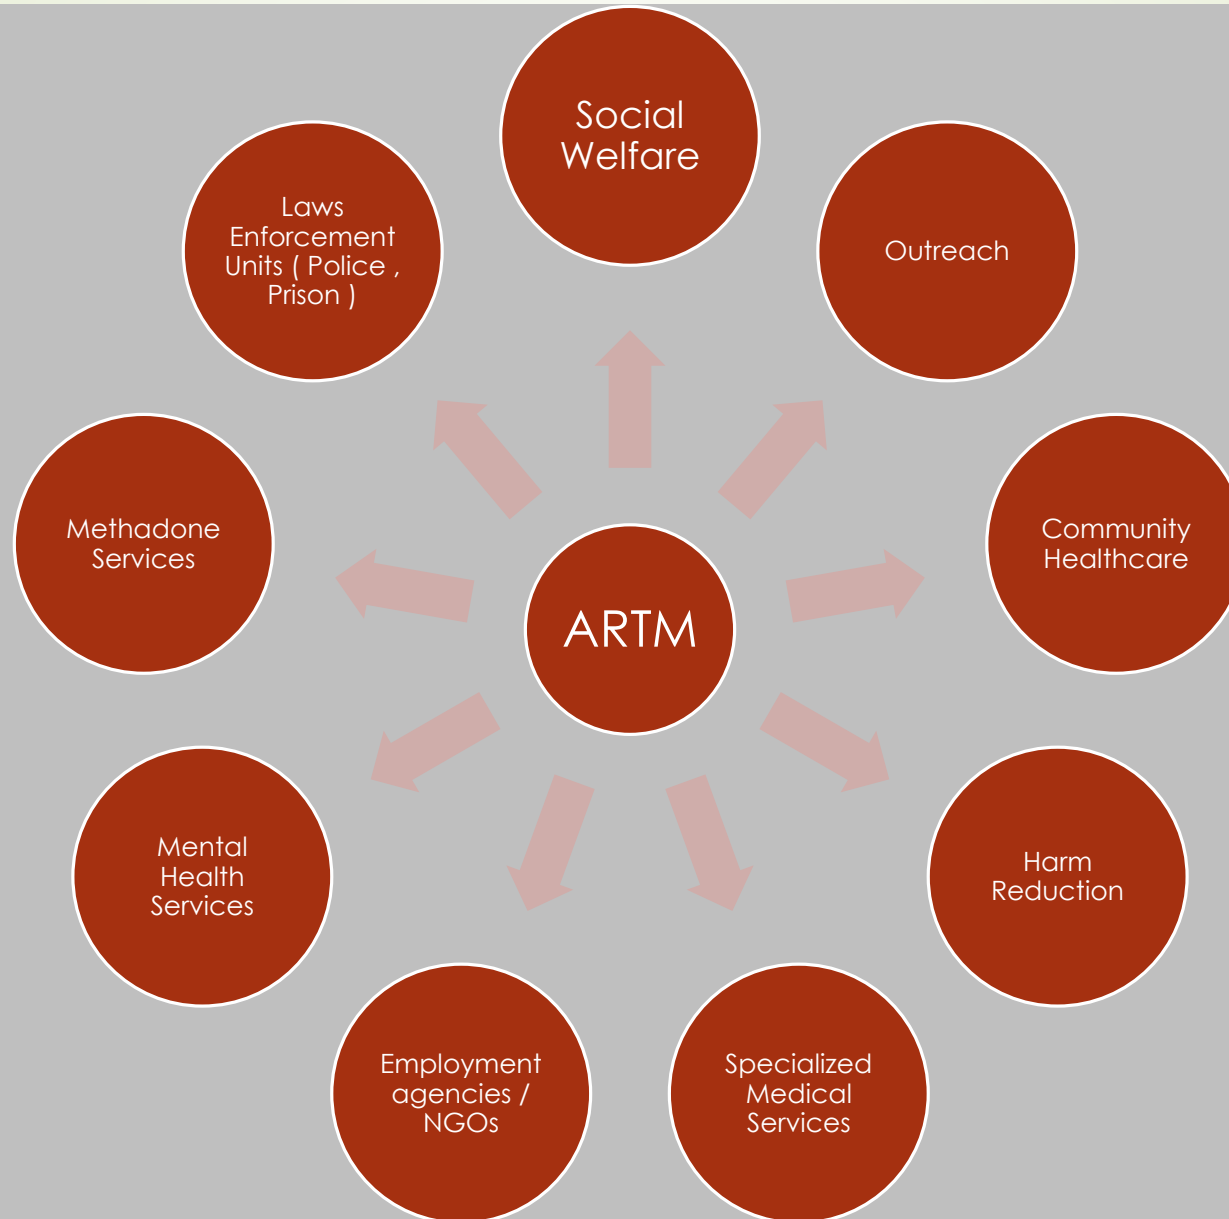 Social
Welfare
Outreach
Community
Healthcare
Harm
Reduction
Specialized
Medical
Services
Employment
agencies /
NGOs
Mental
Health
Services
Methadone
Services
Laws
Enforcement
Units ( Police ,
Prison )
ARTM